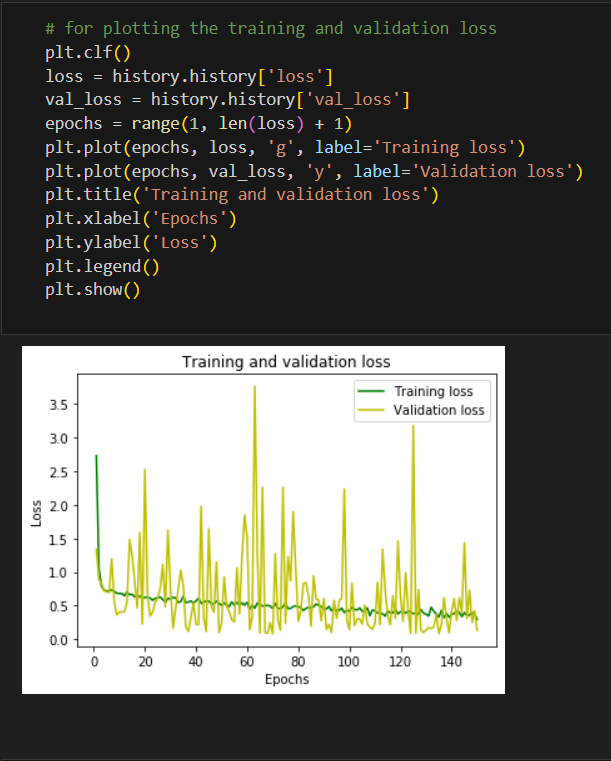 # for plotting the training and validation loss
plt.clf()
loss = history.history['loss']
val_loss = history.history['val_loss']
epochs = range(1, len(loss) + 1)
plt.plot(epochs, loss, 'g', label='Training loss')
plt.plot(epochs, val_loss, 'y', label='Validation loss')
plt.title('Training and validation loss')
plt.xlabel('Epochs')
plt.ylabel('Loss')
plt.legend()
plt.show()
Training and validation loss
Training loss
Validation loss
3.5
3.0
2.5
2.0
1.5
1.0
0.5
0.0
Loss
0 20 40 60 80 100 120 140
Epochs